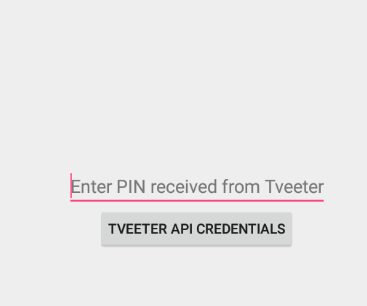 Enter PIN received from Tveeter
TVEETER API CREDENTIALS